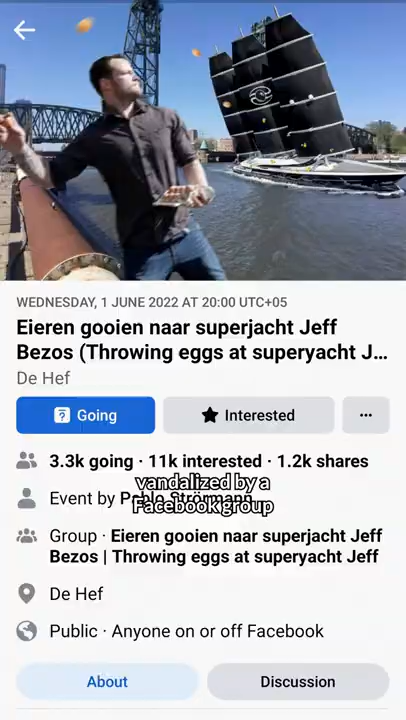 WEDNESDAY, 1 JUNE 2022 AT 20:00 UTC+05
Eieren gooien naar superjacht Jeff
Bezos (Throwing eggs at superyacht J...
De Hef
Going
Interested
3.3k going · 11k interested · 1.2k shares
vandalized by a
Event by Pablo Strörmann
Facebook group
Group · Eieren gooien naar superjacht Jeff
Bezos | Throwing eggs at superyacht Jeff
De Hef
Public · Anyone on or off Facebook
About
Discussion